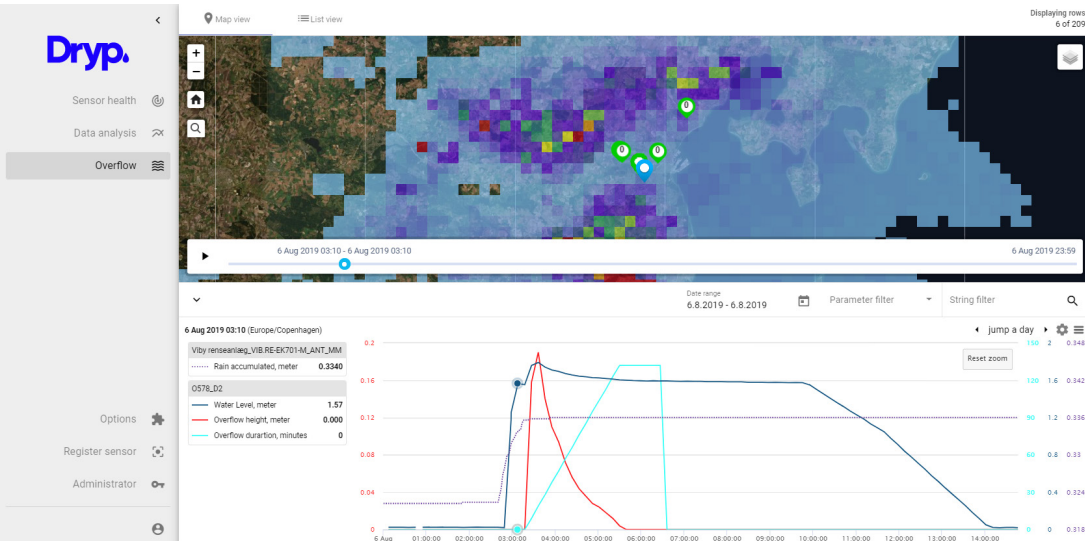 Dryp.
Sensor health
Data analysis
Overflow
Options
Register sensor
Administrator
Map view
List view
Displaying rows
6 of 209
+
−
0
0
0
6 Aug 2019 03:10 - 6 Aug 2019 03:10
6 Aug 2019 23:59
Date range
6.8.2019 - 6.8.2019
Parameter filter
String filter
6 Aug 2019 03:10 (Europe/Copenhagen)
jump a day
Viby renseanlæg_VIB.RE-EK701-M_ANT_MM
Rain accumulated, meter 0.3340
O578_D2
Water Level, meter 1.57
Overflow height, meter 0.000
Overflow durartion, minutes 0
Reset zoom
0.2 150 2 0.348
0.16 120 1.6 0.342
0.12 90 1.2 0.336
0.08 60 0.8 0.33
0.04 30 0.4 0.324
0 0 0 0.318
6 Aug 01:00:00 02:00:00 03:00:00 04:00:00 05:00:00 06:00:00 07:00:00 08:00:00 09:00:00 10:00:00 11:00:00 12:00:00 13:00:00 14:00:00